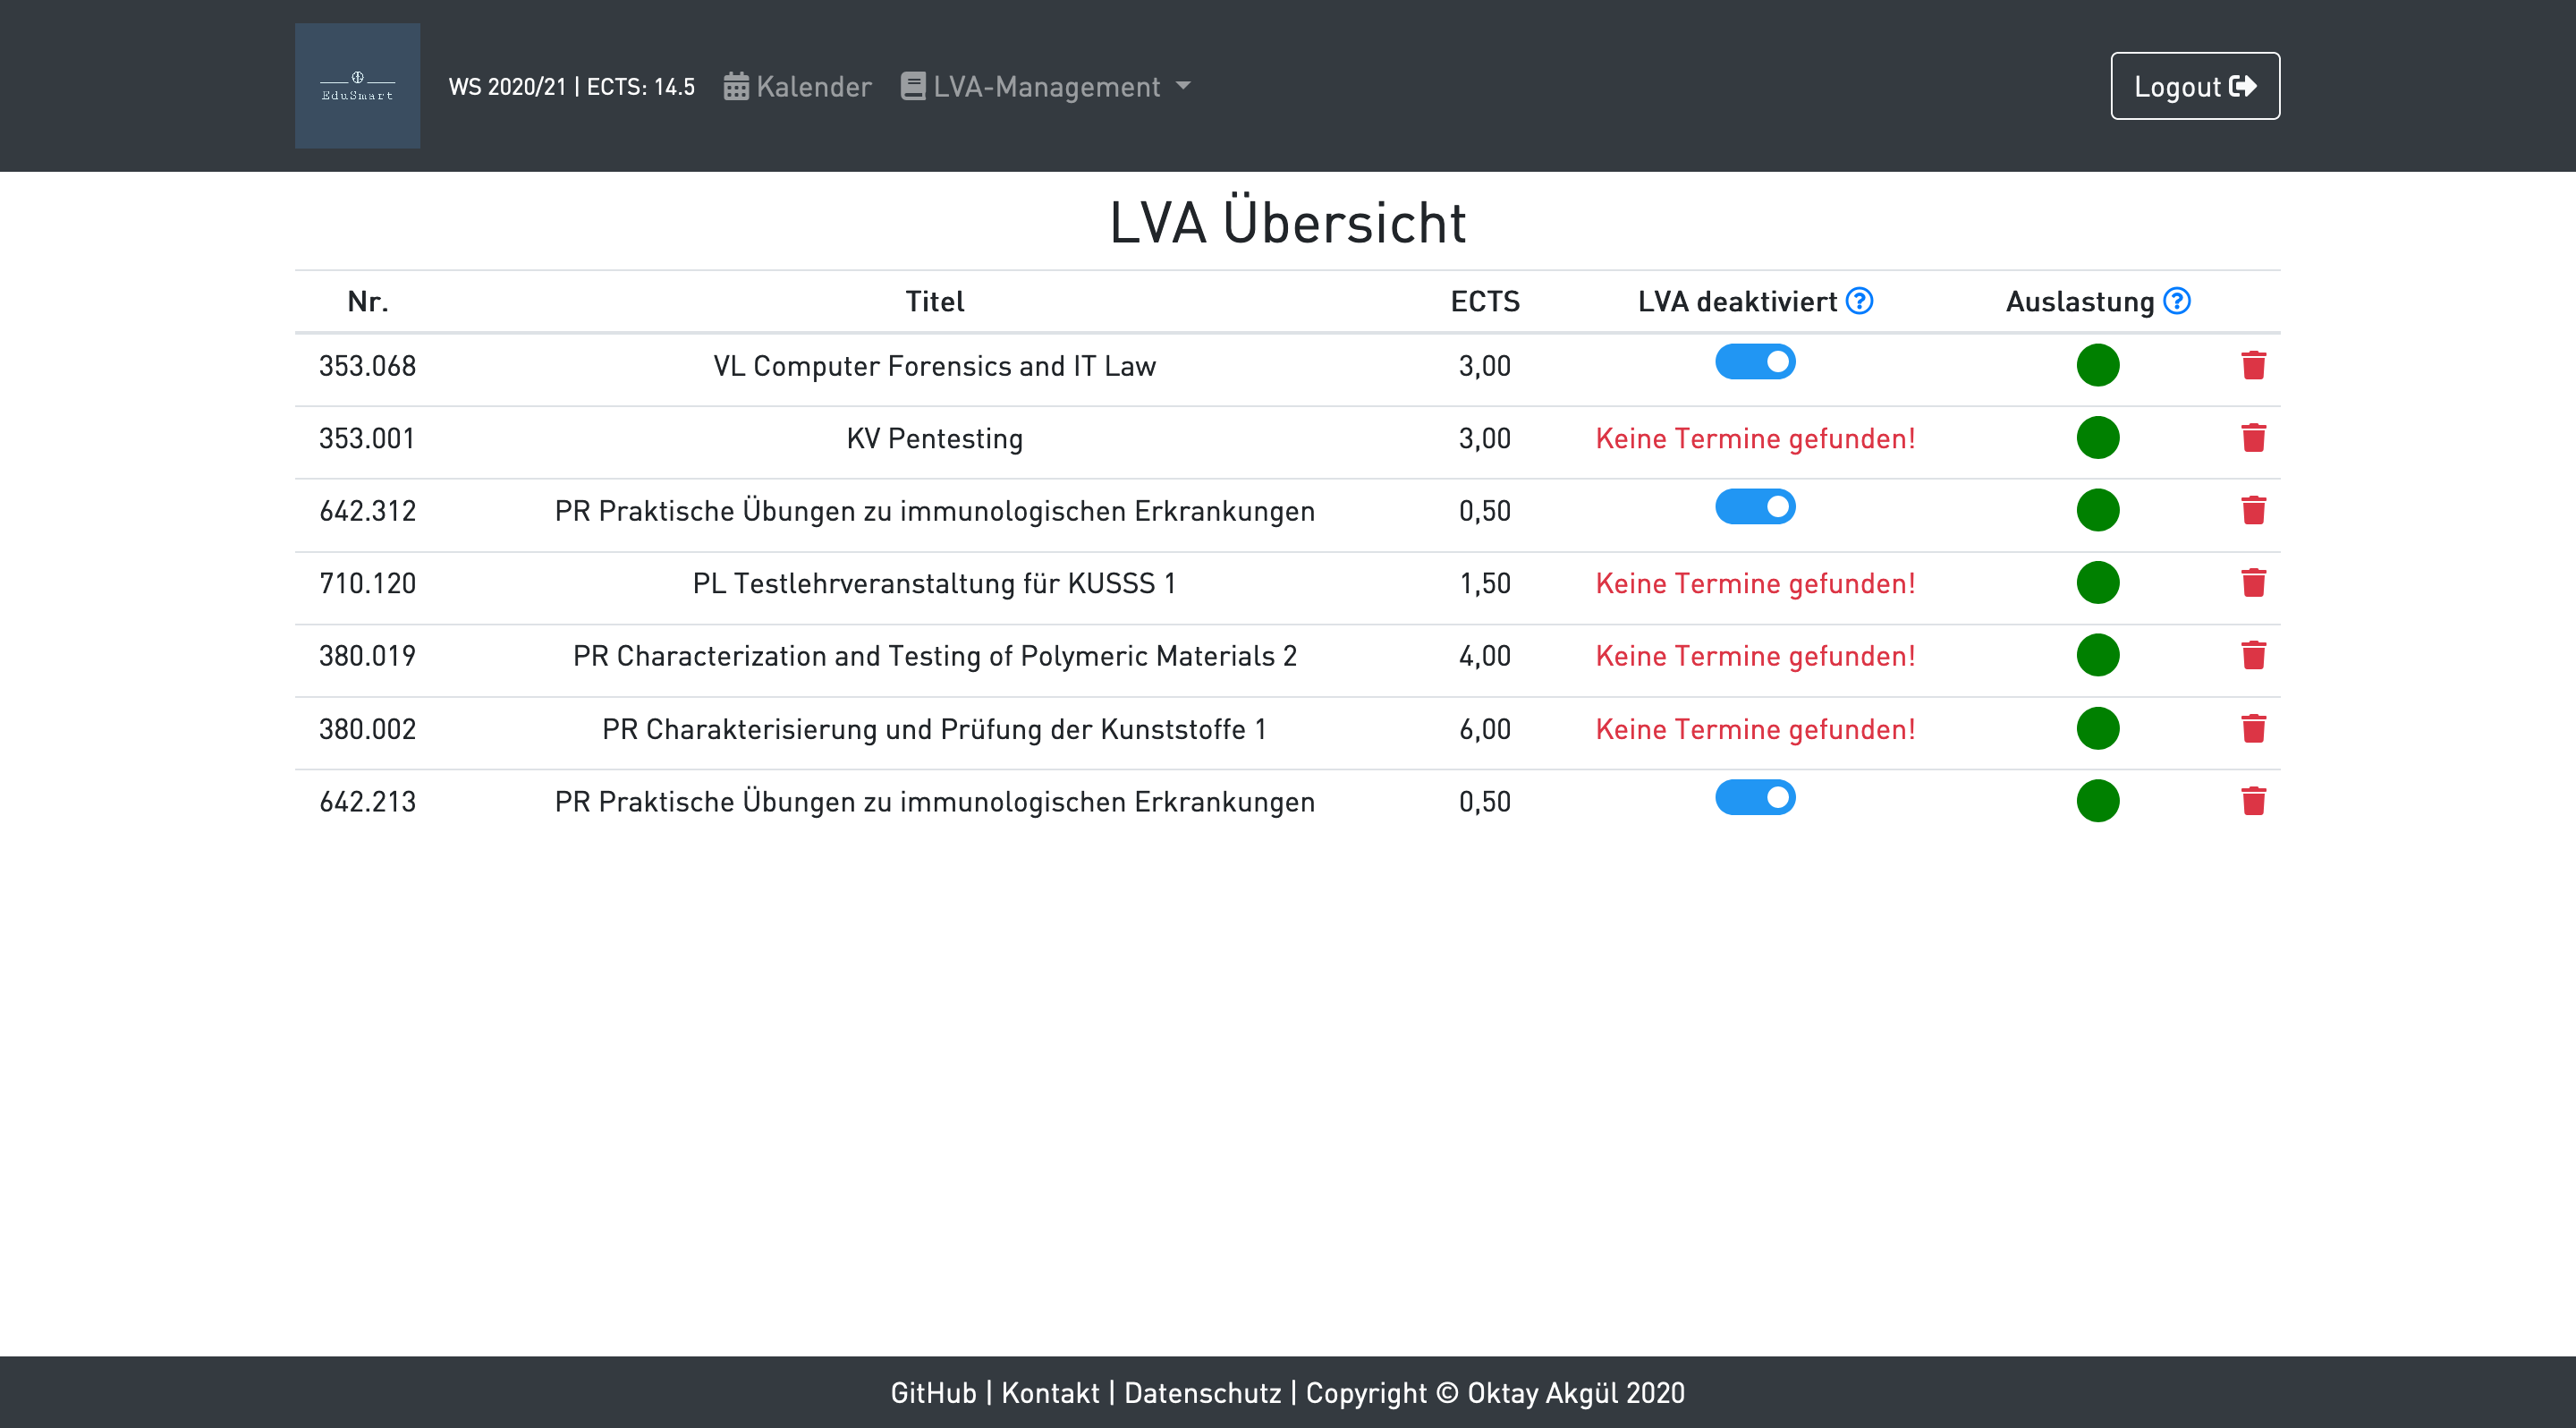 EduSmart
WS 2020/21 | ECTS: 14.5 Kalender LVA-Management Logout
LVA Übersicht
Nr. Titel ECTS LVA deaktiviert ? Auslastung ?
353.068 VL Computer Forensics and IT Law 3,00
353.001 KV Pentesting 3,00 Keine Termine gefunden!
642.312 PR Praktische Übungen zu immunologischen Erkrankungen 0,50
710.120 PL Testlehrveranstaltung für KUSSS 1 1,50 Keine Termine gefunden!
380.019 PR Characterization and Testing of Polymeric Materials 2 4,00 Keine Termine gefunden!
380.002 PR Charakterisierung und Prüfung der Kunststoffe 1 6,00 Keine Termine gefunden!
642.213 PR Praktische Übungen zu immunologischen Erkrankungen 0,50
GitHub | Kontakt | Datenschutz | Copyright © Oktay Akgül 2020